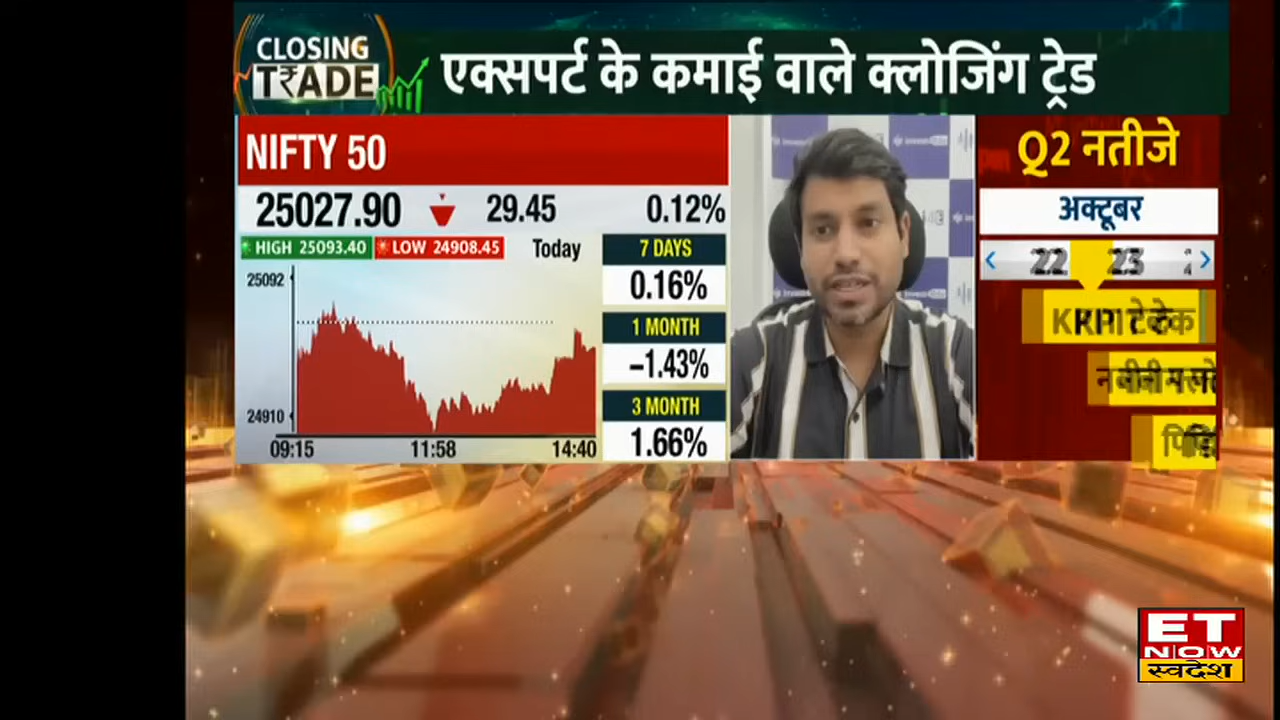 CLOSING
TRADE
एक्सपर्ट के कमाई वाले क्लोजिंग ट्रेड
NIFTY 50
25027.90 29.45 0.12%
HIGH 25093.40 LOW 24908.45 Today
25092
24910
09:15 11:58 14:40
7 DAYS
0.16%
1 MONTH
-1.43%
3 MONTH
1.66%
Q2 नतीजे
अक्टूबर
22 23
ET
NOW
स्वदेश